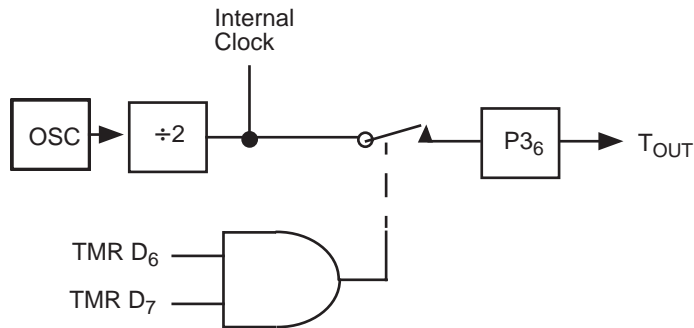 Internal
Clock
OSC
÷2
P3₆
T_OUT
TMR D₆
TMR D₇